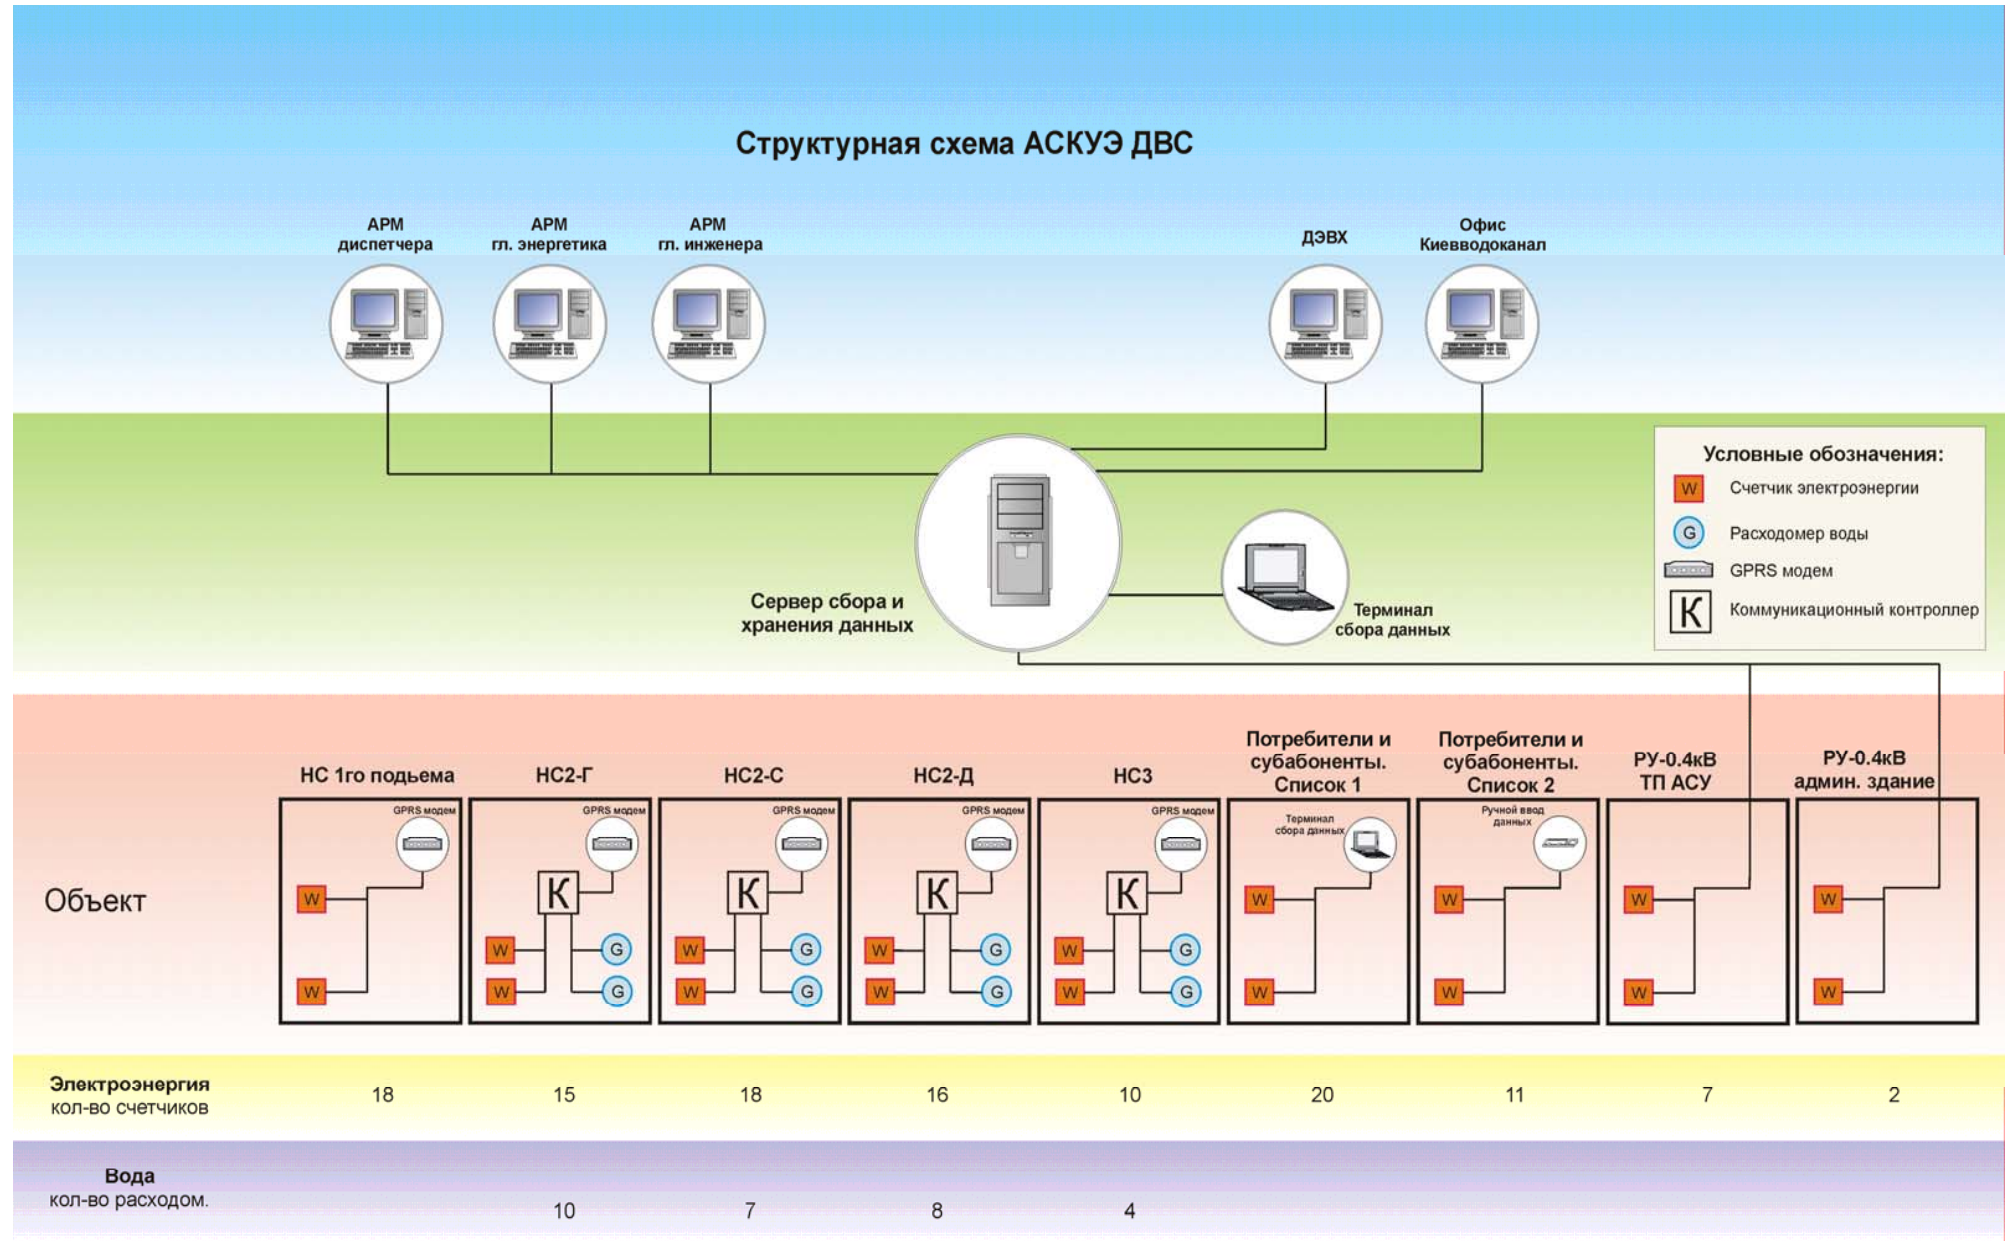 Структурная схема АСКУЭ ДВС
АРМ
диспетчера
АРМ
гл. энергетика
АРМ
гл. инженера
ДЭВХ
Офис
Киевводоканал
Условные обозначения:
W Счетчик электроэнергии
G Расходомер воды
GPRS модем
К Коммуникационный контроллер
Сервер сбора и
хранения данных
Терминал
сбора данных
Объект
НС 1го подьема
GPRS модем
W
W
НС2-Г
GPRS модем
К
W G
W G
НС2-С
GPRS модем
К
W G
W G
НС2-Д
GPRS модем
К
W G
W G
НС3
GPRS модем
К
W G
W G
Потребители и
субабоненты.
Список 1
Терминал
сбора данных
W
W
Потребители и
субабоненты.
Список 2
Ручной ввод
данных
W
W
РУ-0.4кВ
ТП АСУ
W
W
РУ-0.4кВ
админ. здание
W
W
Электроэнергия
кол-во счетчиков
18 15 18 16 10 20 11 7 2
Вода
кол-во расходом.
10 7 8 4